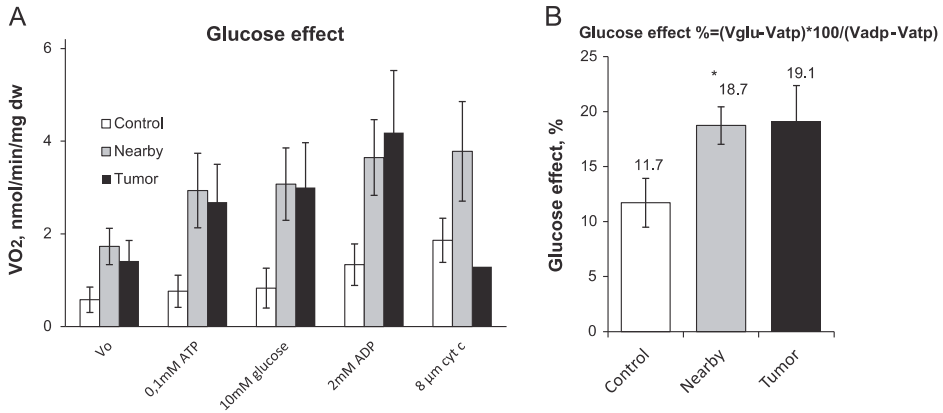 A
Glucose effect
VO2, nmol/min/mg dw
6
4
2
0
Control
Nearby
Tumor
Vo
0,1mM ATP
10mM glucose
2mM ADP
8 µm cyt c
B
Glucose effect %=(Vglu-Vatp)*100/(Vadp-Vatp)
Glucose effect, %
25
20
15
10
5
0
11.7
*
18.7
19.1
Control
Nearby
Tumor